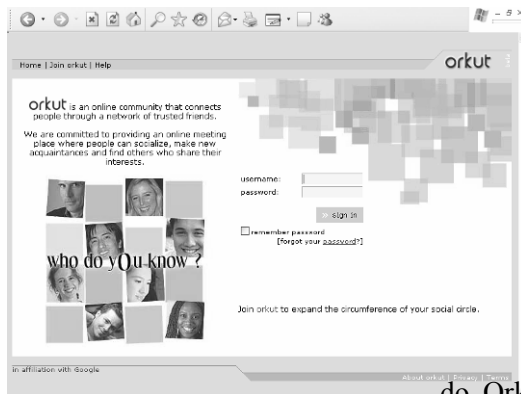 Home | Join orkut | Help
orkut
orkut is an online community that connects
people through a network of trusted friends.
We are committed to providing an online meeting
place where people can socialize, make new
acquaintances and find others who share their
interests.
username:
password:
sign in
remember password
[forgot your password?]
who do yOu know ?
Join orkut to expand the circumference of your social circle.
in affiliation with Google
About orkut | Privacy | Terms
do Ork